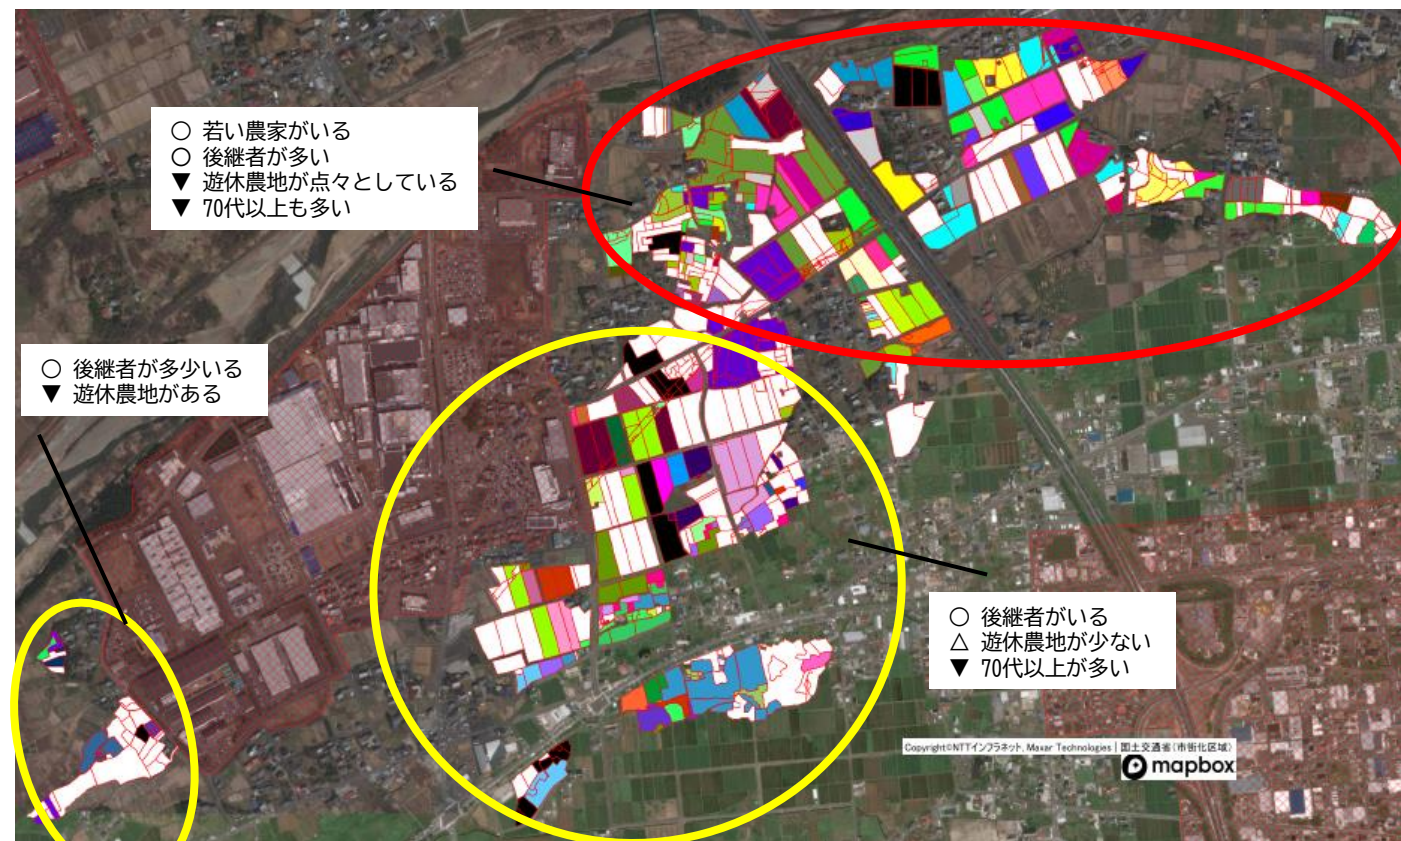 ○ 若い農家がいる
○ 後継者が多い
▼ 遊休農地が点々としている
▼ 70代以上も多い
○ 後継者が多少いる
▼ 遊休農地がある
○ 後継者がいる
△ 遊休農地が少ない
▼ 70代以上が多い
Copyright©NTTインフラネット, Maxar Technologies | 国土交通省(市街化区域)
mapbox